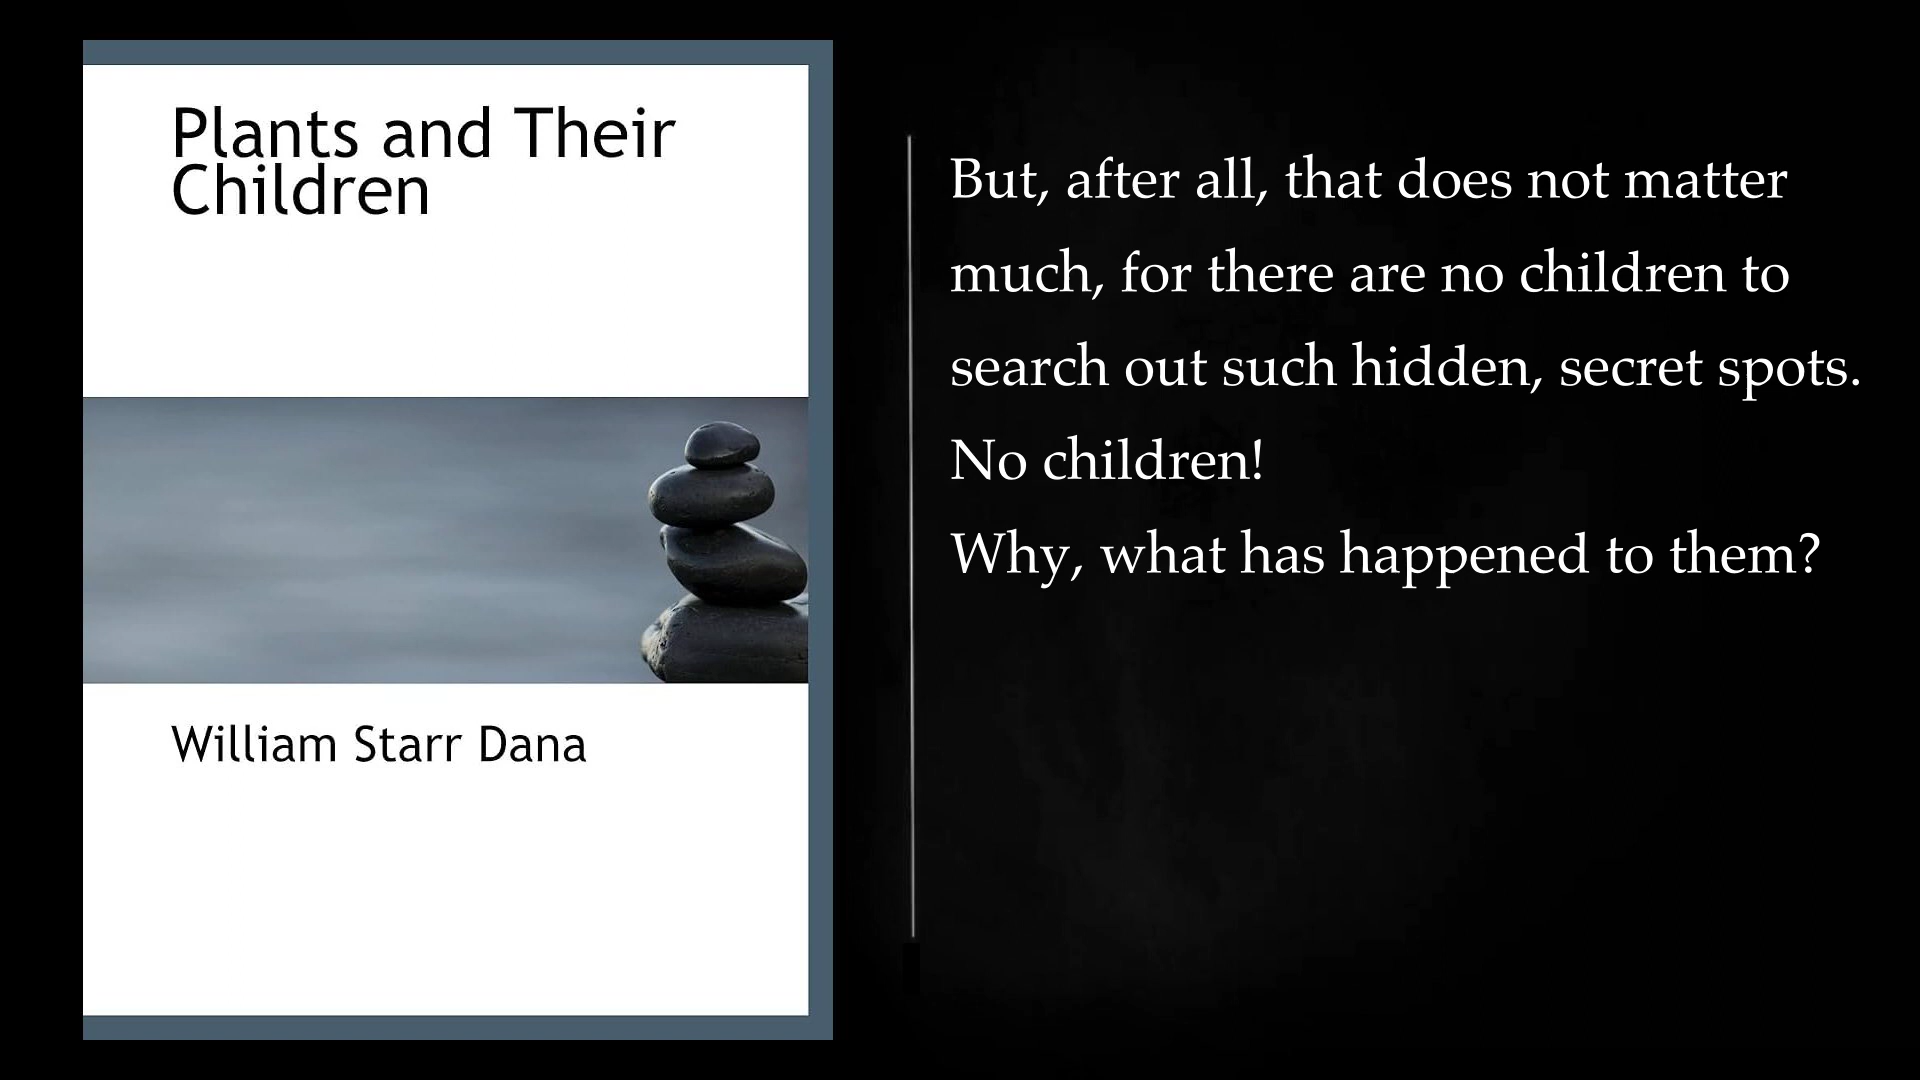 Plants and Their
Children
William Starr Dana
But, after all, that does not matter
much, for there are no children to
search out such hidden, secret spots.
No children!
Why, what has happened to them?